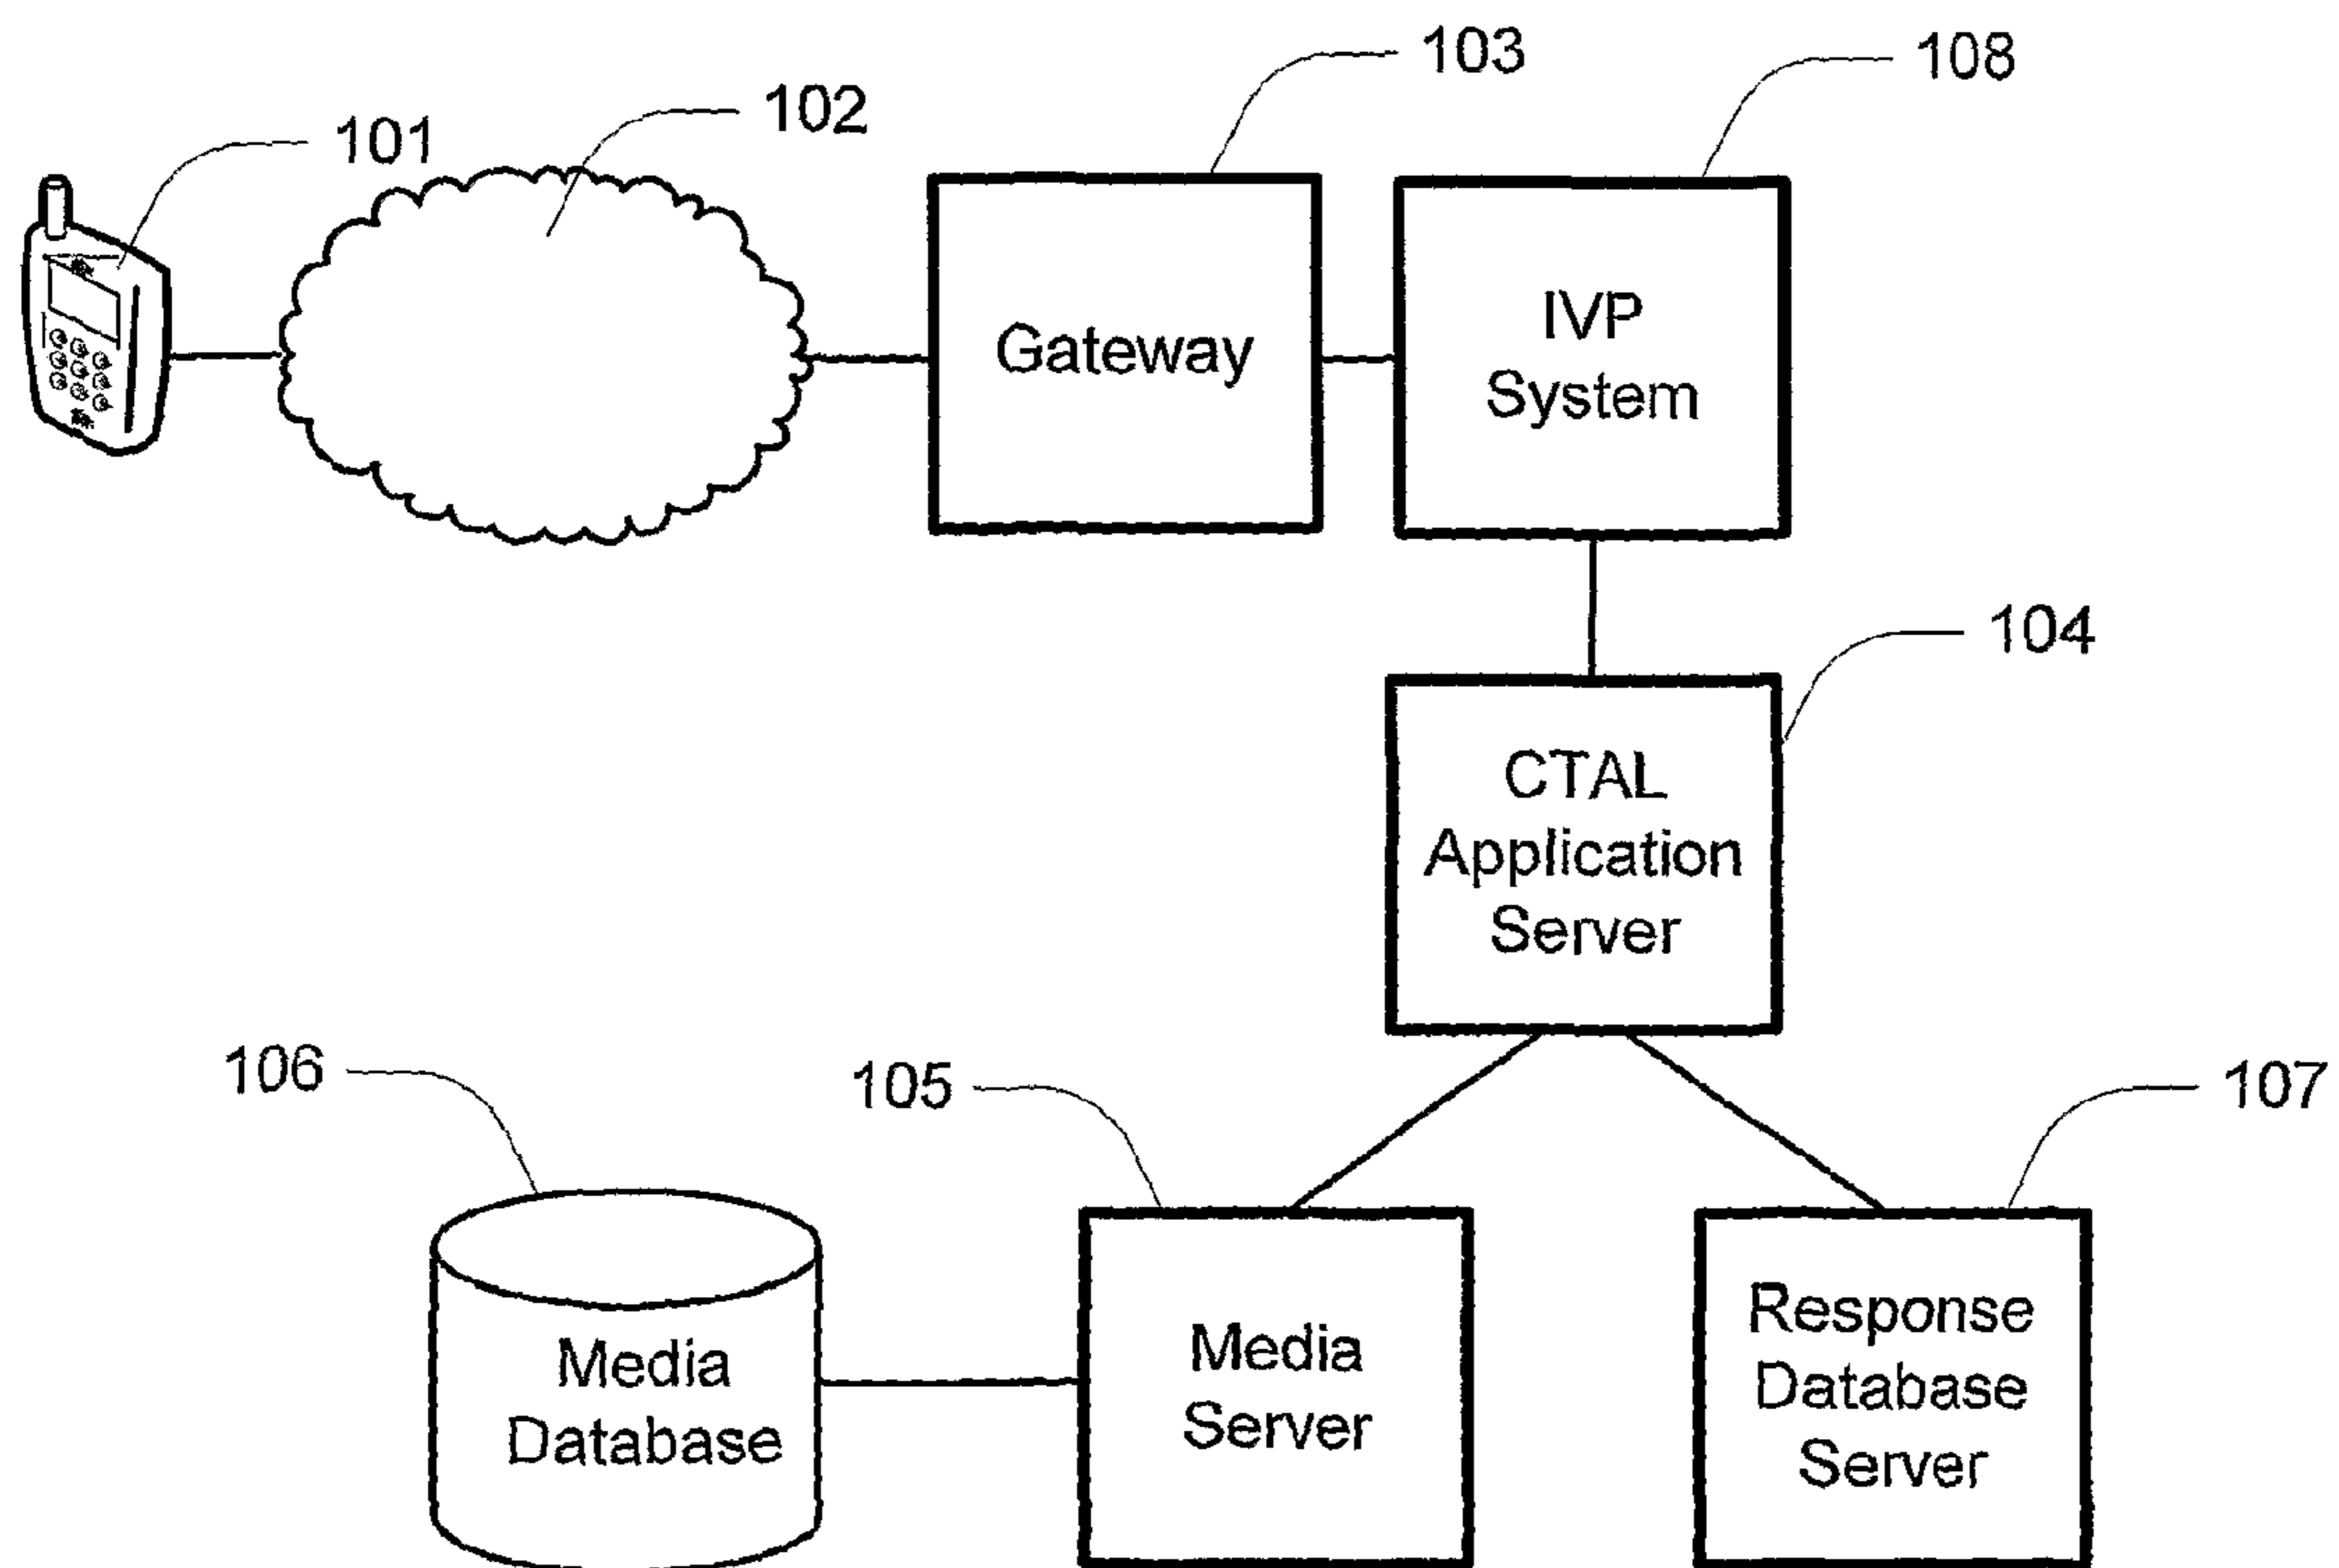 103
108
102
101
Gateway
IVP
System
104
CTAL
Application
Server
106
105
107
Media
Database
Media
Server
Response
Database
Server